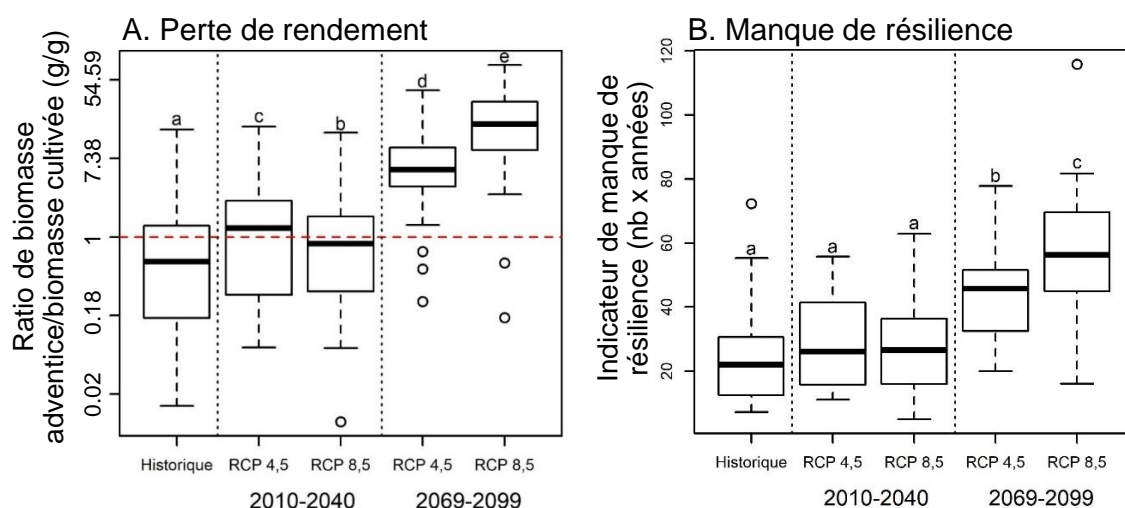 A. Perte de rendement
Ratio de biomasse
adventice/biomasse cultivée (g/g)
54.59
7.38
1
0.18
0.02
a
c
b
d
e
Historique
RCP 4,5
RCP 8,5
RCP 4,5
RCP 8,5
2010-2040
2069-2099
B. Manque de résilience
Indicateur de manque de
résilience (nb x années)
120
100
80
60
40
20
a
a
a
b
c
Historique
RCP 4,5
RCP 8,5
RCP 4,5
RCP 8,5
2010-2040
2069-2099